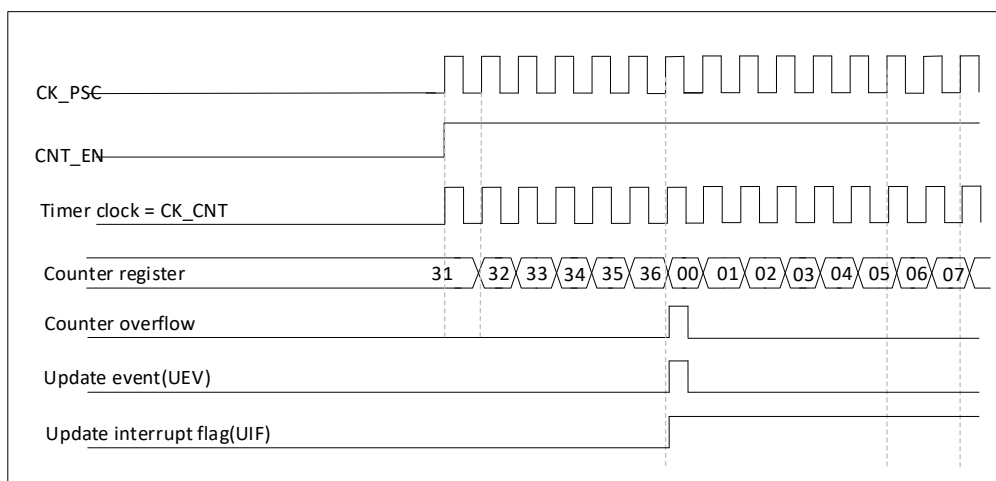 CK_PSC
CNT_EN
Timer clock = CK_CNT
Counter register 31 32 33 34 35 36 00 01 02 03 04 05 06 07
Counter overflow
Update event(UEV)
Update interrupt flag(UIF)